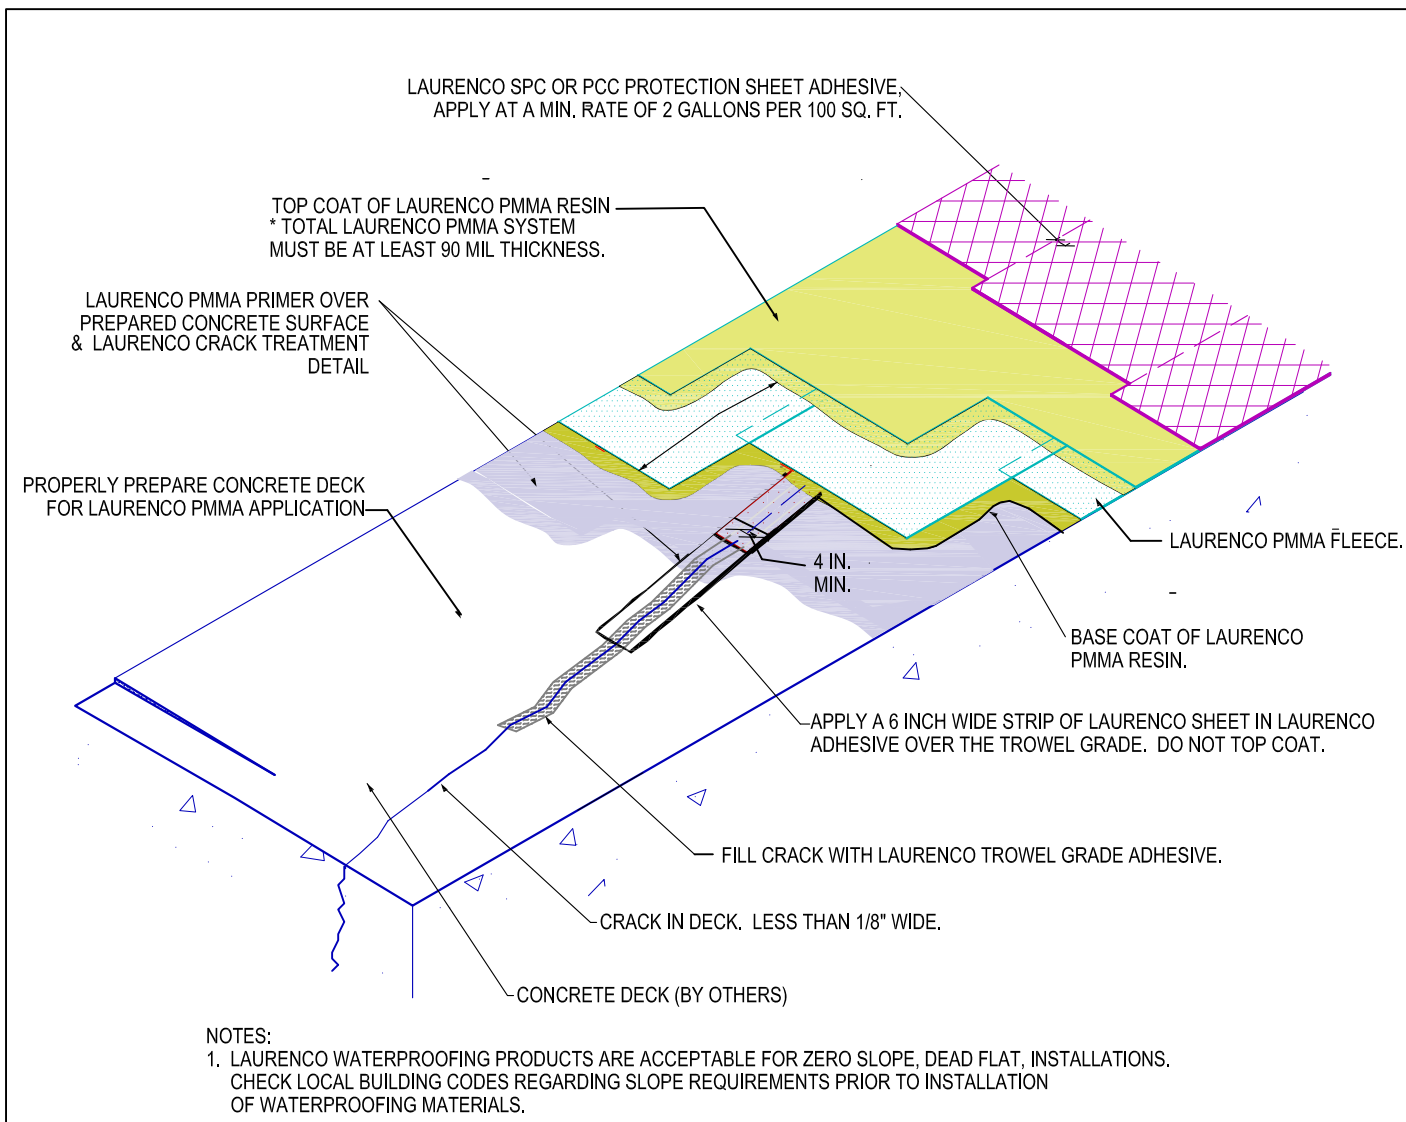 LAURENCO SPC OR PCC PROTECTION SHEET ADHESIVE,
APPLY AT A MIN. RATE OF 2 GALLONS PER 100 SQ. FT.
TOP COAT OF LAURENCO PMMA RESIN
* TOTAL LAURENCO PMMA SYSTEM
MUST BE AT LEAST 90 MIL THICKNESS.
LAURENCO PMMA PRIMER OVER
PREPARED CONCRETE SURFACE
& LAURENCO CRACK TREATMENT
DETAIL
PROPERLY PREPARE CONCRETE DECK
FOR LAURENCO PMMA APPLICATION
LAURENCO PMMA FLEECE.
4 IN.
MIN.
BASE COAT OF LAURENCO
PMMA RESIN.
APPLY A 6 INCH WIDE STRIP OF LAURENCO SHEET IN LAURENCO
ADHESIVE OVER THE TROWEL GRADE. DO NOT TOP COAT.
FILL CRACK WITH LAURENCO TROWEL GRADE ADHESIVE.
CRACK IN DECK. LESS THAN 1/8" WIDE.
CONCRETE DECK (BY OTHERS)
NOTES:
1. LAURENCO WATERPROOFING PRODUCTS ARE ACCEPTABLE FOR ZERO SLOPE, DEAD FLAT, INSTALLATIONS.
CHECK LOCAL BUILDING CODES REGARDING SLOPE REQUIREMENTS PRIOR TO INSTALLATION
OF WATERPROOFING MATERIALS.